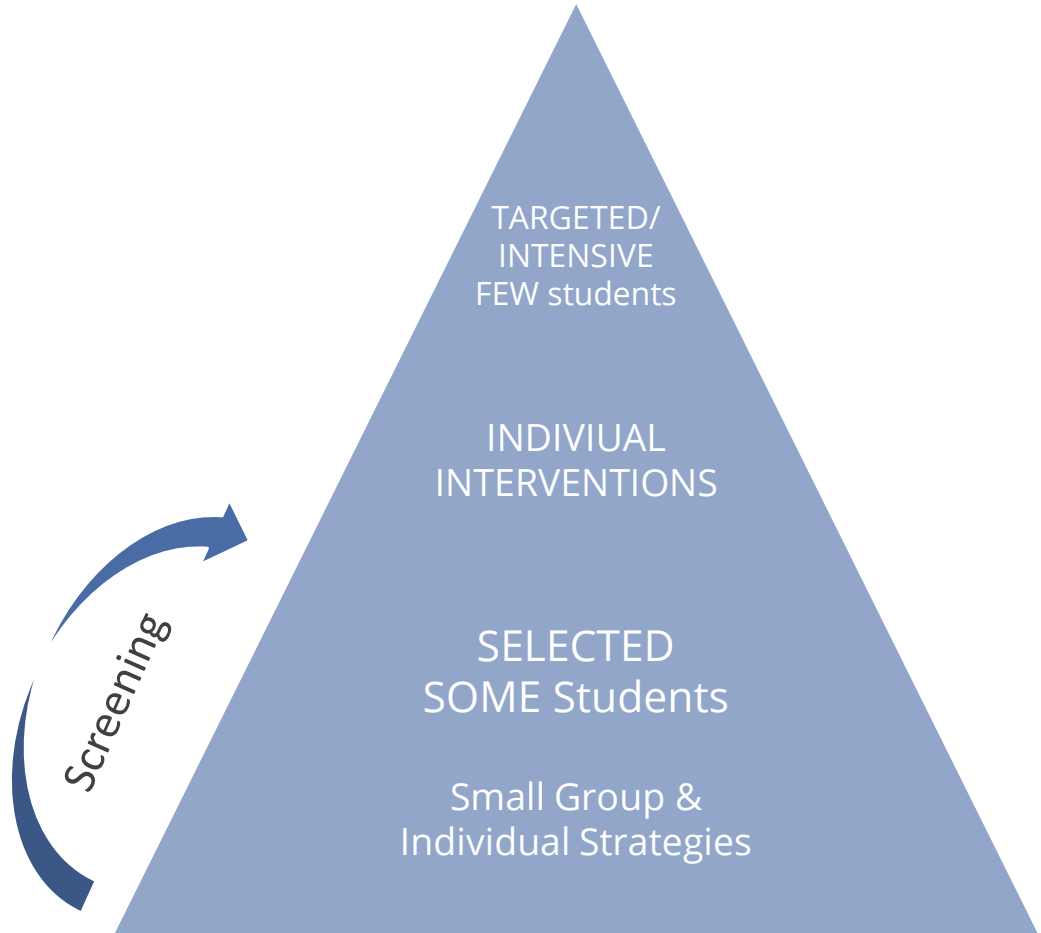 TARGETED/
INTENSIVE
FEW students
INDIVIUAL
INTERVENTIONS
SELECTED
SOME Students
Small Group &
Individual Strategies
Screening